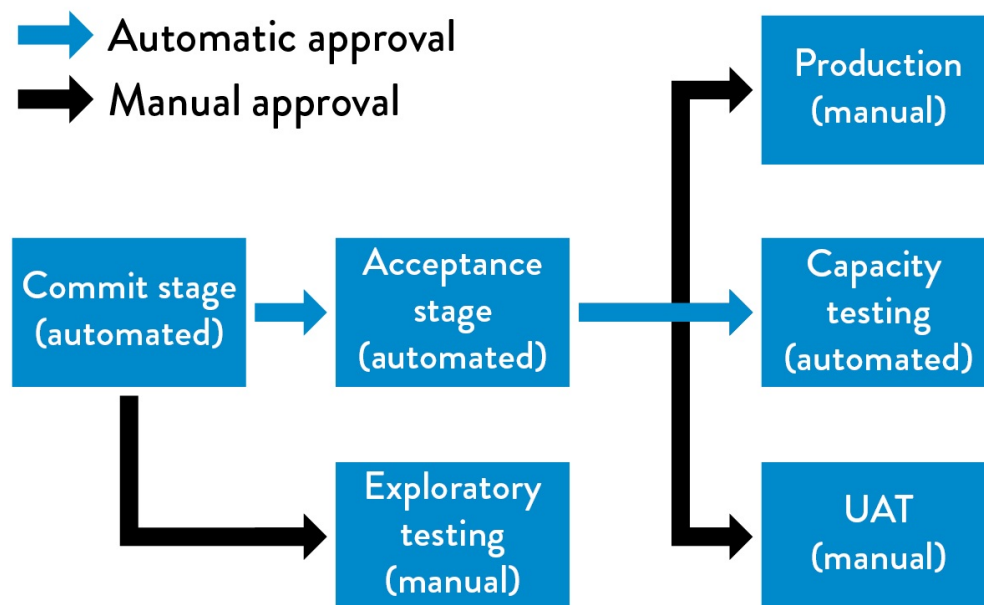 Automatic approval
Manual approval
Production
(manual)
Commit stage
(automated)
Acceptance
stage
(automated)
Capacity
testing
(automated)
Exploratory
testing
(manual)
UAT
(manual)